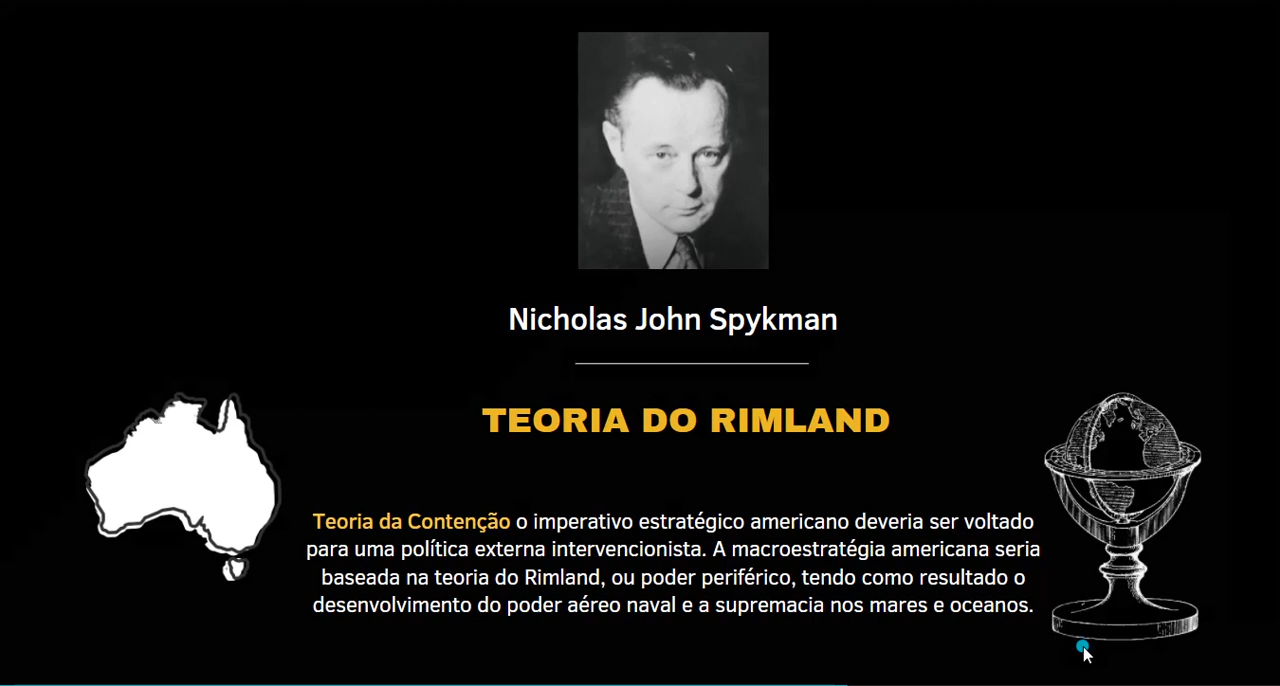 Nicholas John Spykman
TEORIA DO RIMLAND
Teoria da Contenção o imperativo estratégico americano deveria ser voltado
para uma política externa intervencionista. A macroestratégia americana seria
baseada na teoria do Rimland, ou poder periférico, tendo como resultado o
desenvolvimento do poder aéreo naval e a supremacia nos mares e oceanos.